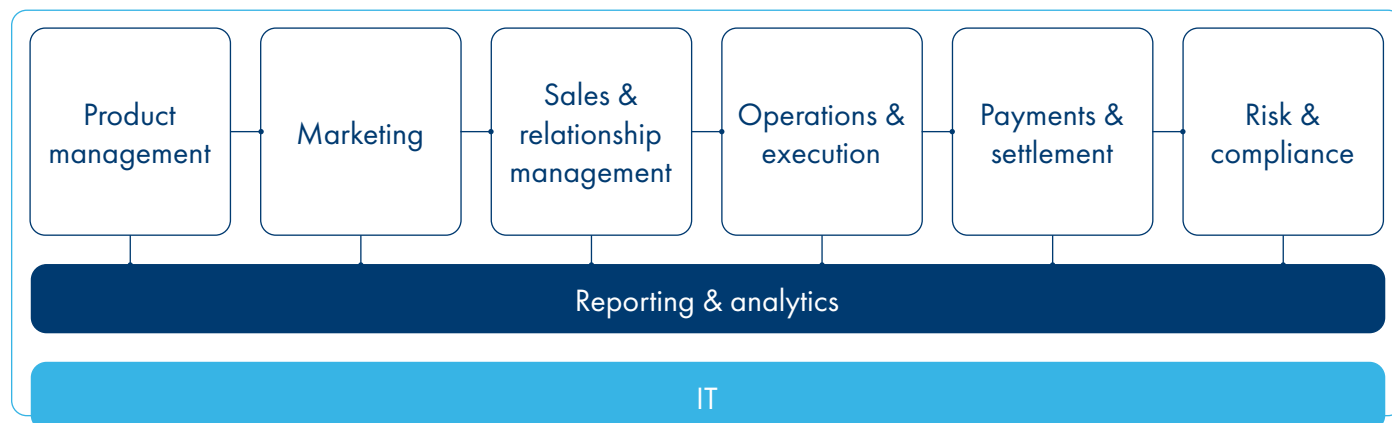 Product
management
Marketing
Sales &
relationship
management
Operations &
execution
Payments &
settlement
Risk &
compliance
Reporting & analytics
IT